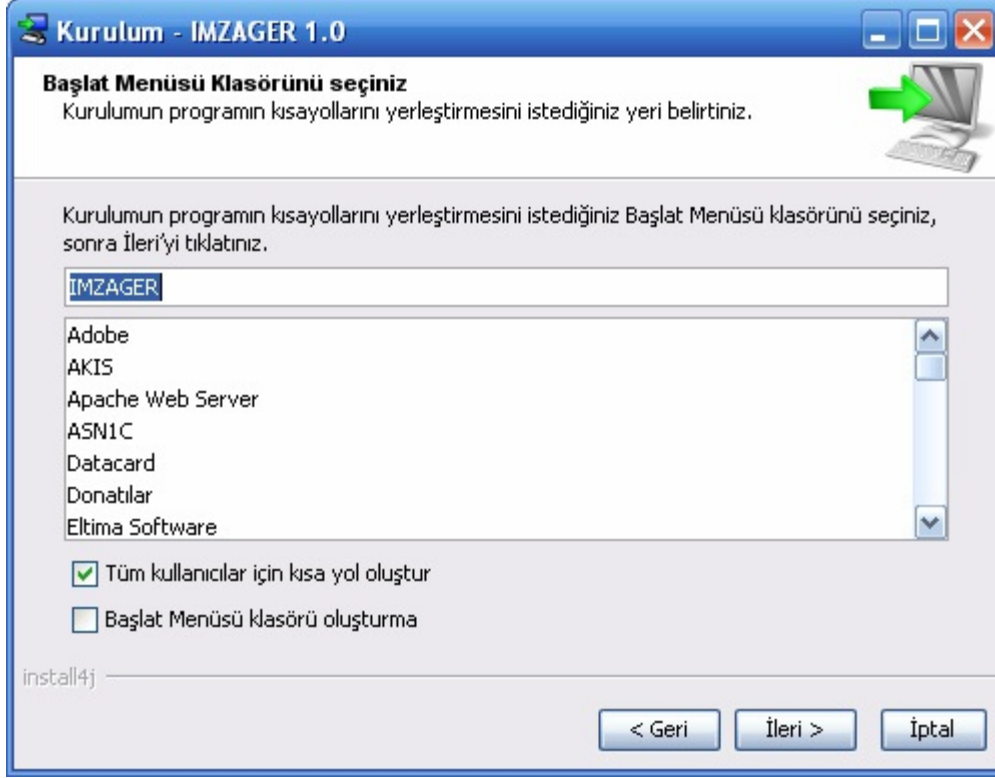 Kurulum - IMZAGER 1.0
Başlat Menüsü Klasörünü seçiniz
Kurulumun programın kısayollarını yerleştirmesini istediğiniz yeri belirtiniz.
Kurulumun programın kısayollarını yerleştirmesini istediğiniz Başlat Menüsü klasörünü seçiniz,
sonra İleri'yi tıklatınız.
IMZAGER
Adobe
AKIS
Apache Web Server
ASN1C
Datacard
Donatılar
Eltima Software
Tüm kullanıcılar için kısa yol oluştur
Başlat Menüsü klasörü oluşturma
install4j
< Geri
İleri >
İptal